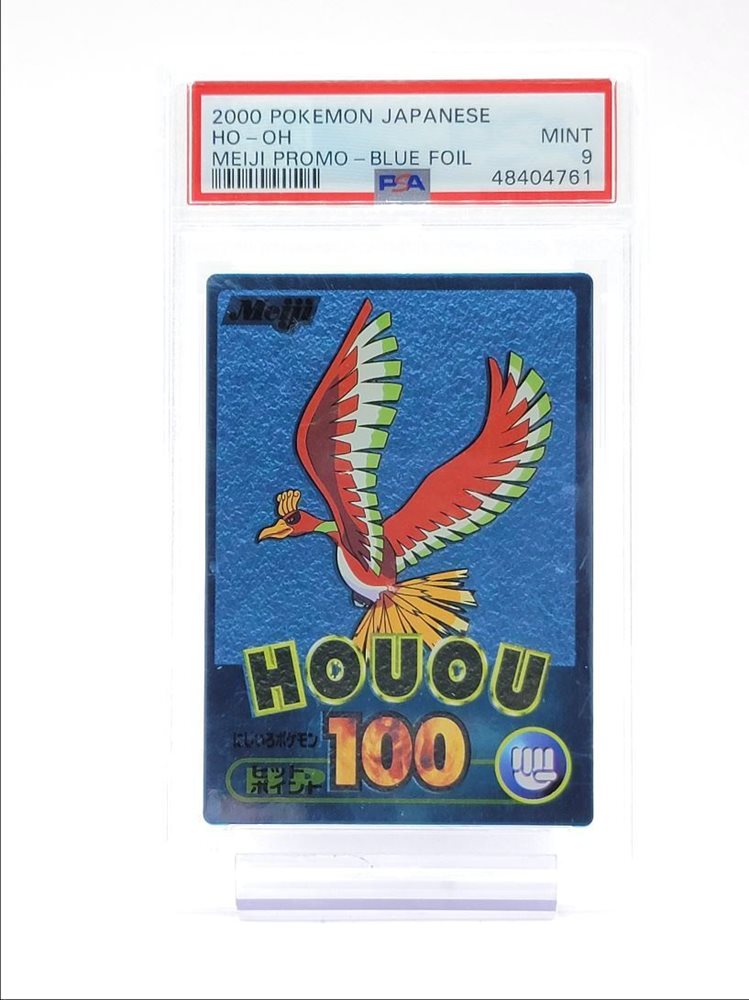 2000 POKEMON JAPANESE
HO-OH
MINT
MEIJI PROMO-BLUE FOIL
9
PSA
48404761
Meiji
HOUOU
にじいろポケモン
100
セット・
ポイント